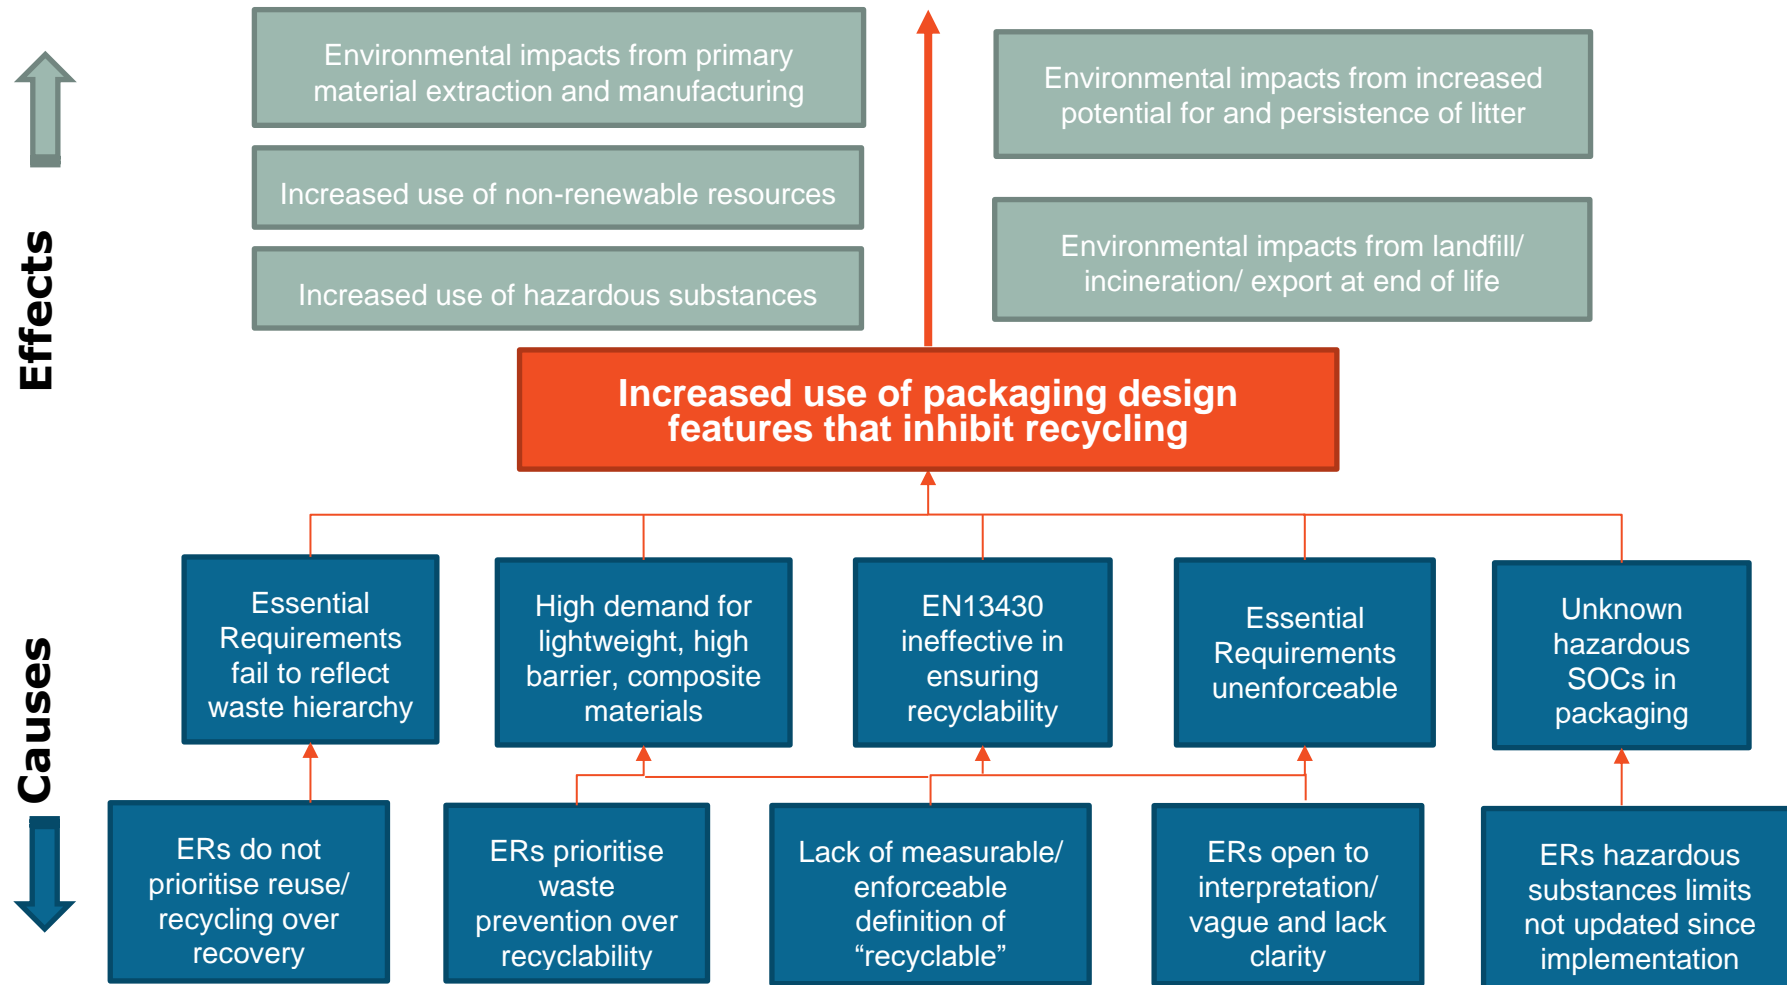 Effects
Environmental impacts from primary
material extraction and manufacturing
Increased use of non-renewable resources
Increased use of hazardous substances
Environmental impacts from increased
potential for and persistence of litter
Environmental impacts from landfill/
incineration/ export at end of life
Increased use of packaging design
features that inhibit recycling
Causes
Essential
Requirements
fail to reflect
waste hierarchy
High demand for
lightweight, high
barrier, composite
materials
EN13430
ineffective in
ensuring
recyclability
Essential
Requirements
unenforceable
Unknown
hazardous
SOCs in
packaging
ERs do not
prioritise reuse/
recycling over
recovery
ERs prioritise
waste
prevention over
recyclability
Lack of measurable/
enforceable
definition of
“recyclable”
ERs open to
interpretation/
vague and lack
clarity
ERs hazardous
substances limits
not updated since
implementation